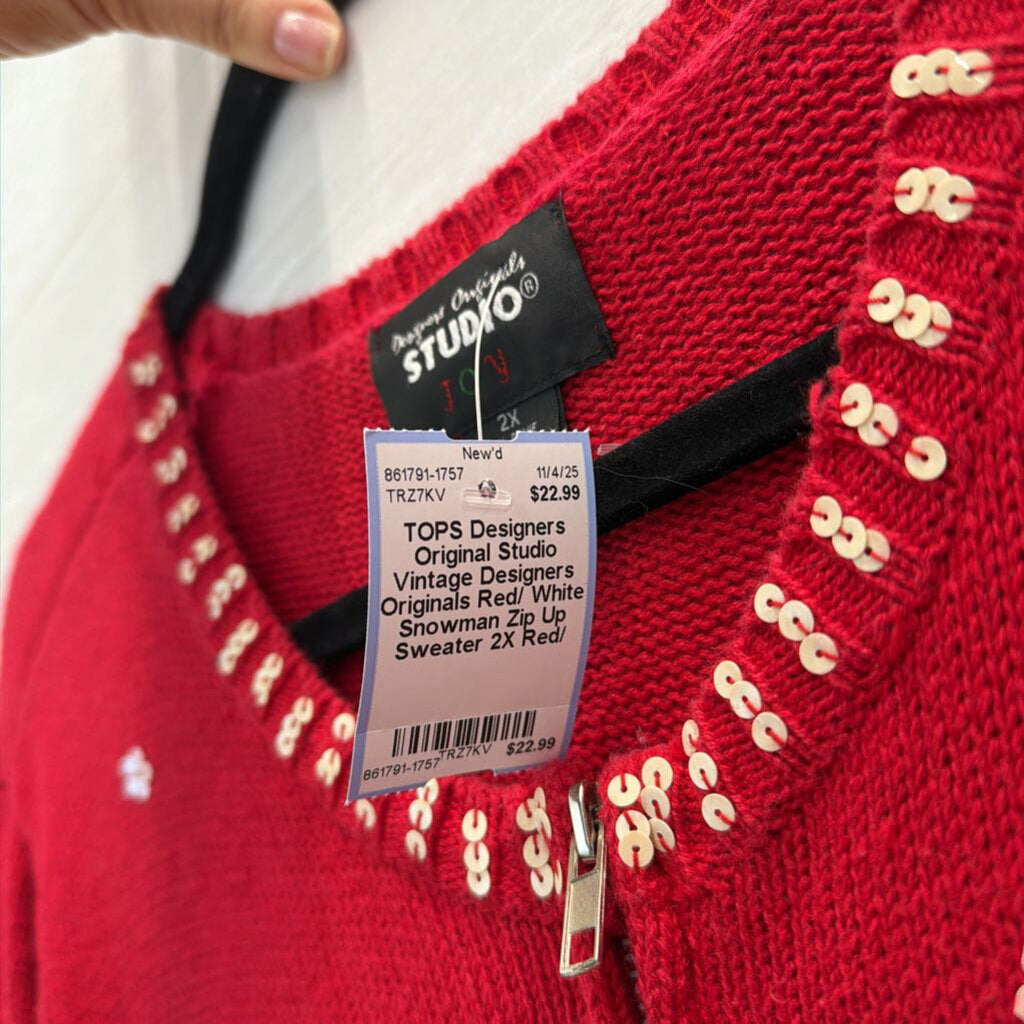 Designers Originals
STUDIO®
2X
New'd
861791-1757 11/4/25
TRZ7KV $22.99
TOPS Designers
Original Studio
Vintage Designers
Originals Red/ White
Snowman Zip Up
Sweater 2X Red/
TRZ7KV $22.99
861791-1757